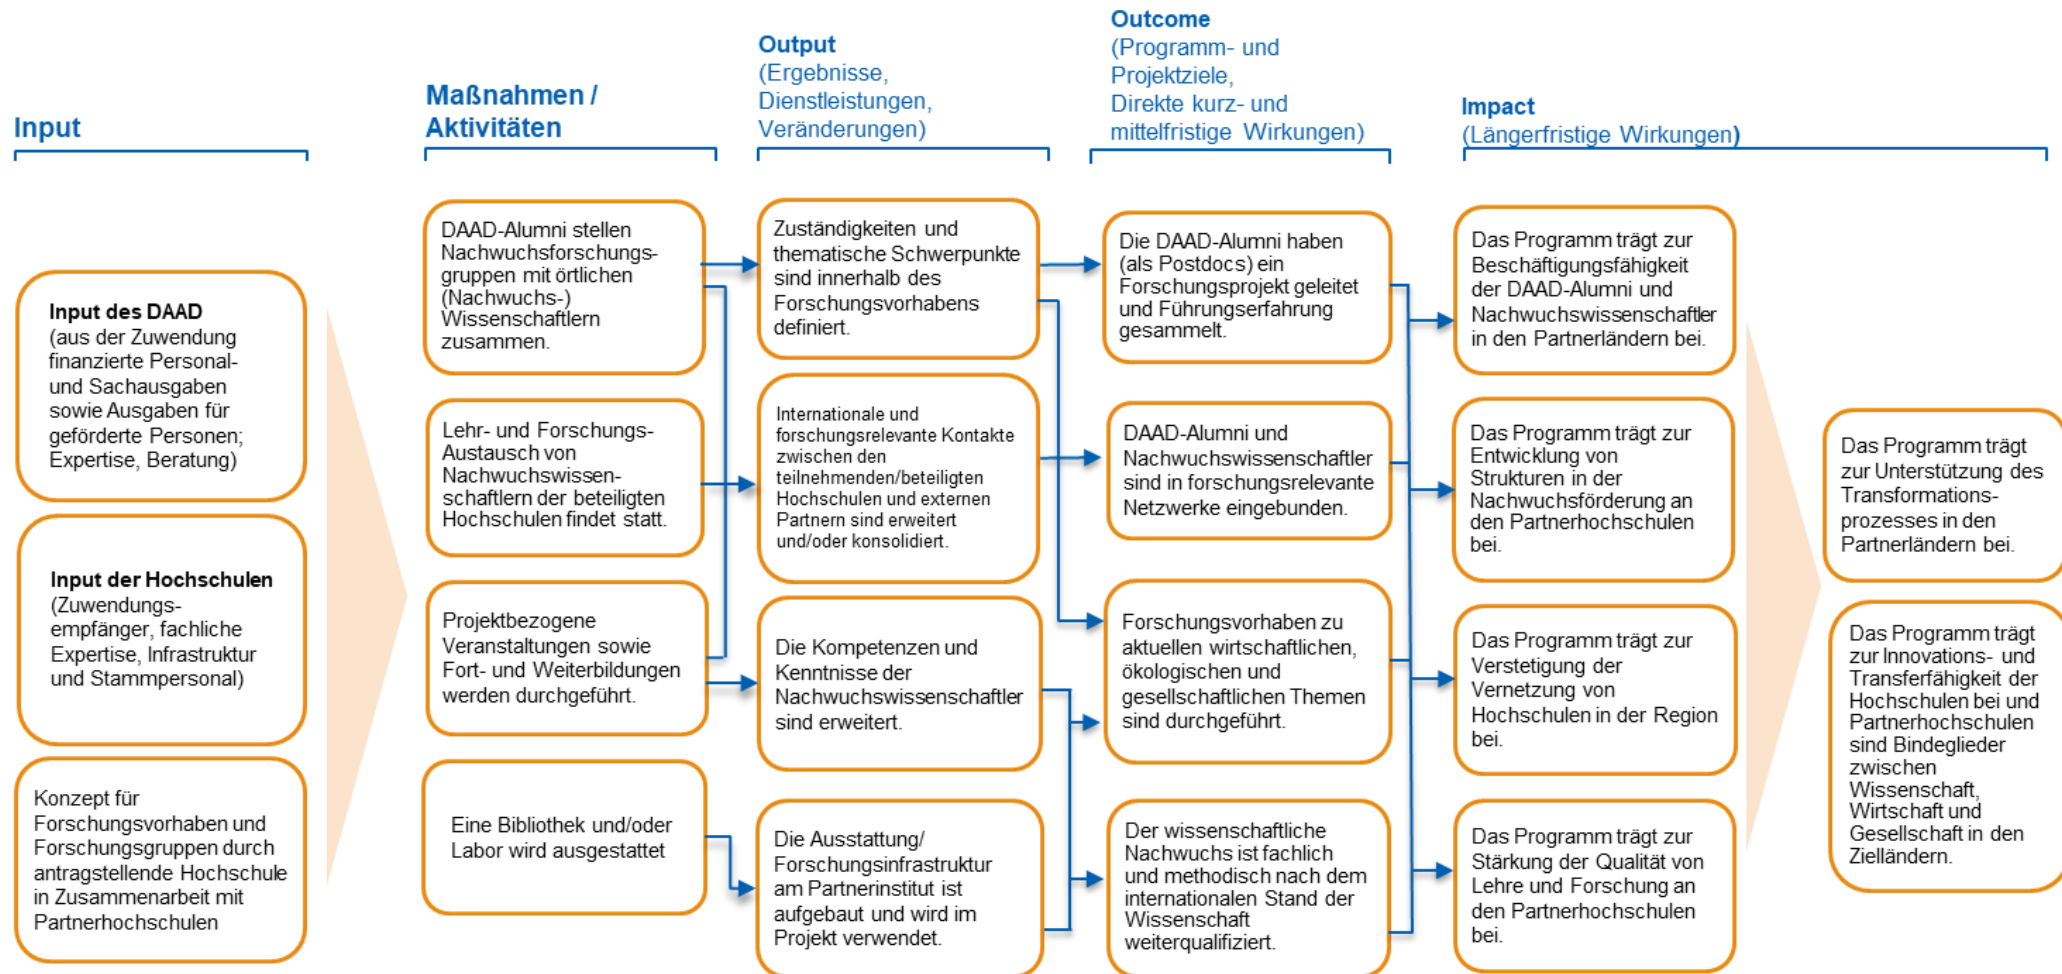 Input
Maßnahmen /
Aktivitäten
Output
(Ergebnisse,
Dienstleistungen,
Veränderungen)
Outcome
(Programm- und
Projektziele,
Direkte kurz- und
mittelfristige Wirkungen)
Impact
(Längerfristige Wirkungen)
Input des DAAD
(aus der Zuwendung
finanzierte Personal-
und Sachausgaben
sowie Ausgaben für
geförderte Personen;
Expertise, Beratung)
Input der Hochschulen
(Zuwendungs-
empfänger, fachliche
Expertise, Infrastruktur
und Stammpersonal)
Konzept für
Forschungsvorhaben und
Forschungsgruppen durch
antragstellende Hochschule
in Zusammenarbeit mit
Partnerhochschulen
DAAD-Alumni stellen
Nachwuchsforschungs-
gruppen mit örtlichen
(Nachwuchs-)
Wissenschaftlern
zusammen.
Lehr- und Forschungs-
Austausch von
Nachwuchswissen-
schaftlern der beteiligten
Hochschulen findet statt.
Projektbezogene
Veranstaltungen sowie
Fort- und Weiterbildungen
werden durchgeführt.
Eine Bibliothek und/oder
Labor wird ausgestattet
Zuständigkeiten und
thematische Schwerpunkte
sind innerhalb des
Forschungsvorhabens
definiert.
Internationale und
forschungsrelevante Kontakte
zwischen den
teilnehmenden/beteiligten
Hochschulen und externen
Partnern sind erweitert
und/oder konsolidiert.
Die Kompetenzen und
Kenntnisse der
Nachwuchswissenschaftler
sind erweitert.
Die Ausstattung/
Forschungsinfrastruktur
am Partnerinstitut ist
aufgebaut und wird im
Projekt verwendet.
Die DAAD-Alumni haben
(als Postdocs) ein
Forschungsprojekt geleitet
und Führungserfahrung
gesammelt.
DAAD-Alumni und
Nachwuchswissenschaftler
sind in forschungsrelevante
Netzwerke eingebunden.
Forschungsvorhaben zu
aktuellen wirtschaftlichen,
ökologischen und
gesellschaftlichen Themen
sind durchgeführt.
Der wissenschaftliche
Nachwuchs ist fachlich
und methodisch nach dem
internationalen Stand der
Wissenschaft
weiterqualifiziert.
Das Programm trägt zur
Beschäftigungsfähigkeit
der DAAD-Alumni und
Nachwuchswissenschaftler
in den Partnerländern bei.
Das Programm trägt zur
Entwicklung von
Strukturen in der
Nachwuchsförderung an
den Partnerhochschulen
bei.
Das Programm trägt zur
Verstetigung der
Vernetzung von
Hochschulen in der Region
bei.
Das Programm trägt zur
Stärkung der Qualität von
Lehre und Forschung an
den Partnerhochschulen
bei.
Das Programm trägt
zur Unterstützung des
Transformations-
prozesses in den
Partnerländern bei.
Das Programm trägt
zur Innovations- und
Transferfähigkeit der
Hochschulen bei und
Partnerhochschulen
sind Bindeglieder
zwischen
Wissenschaft,
Wirtschaft und
Gesellschaft in den
Zielländern.